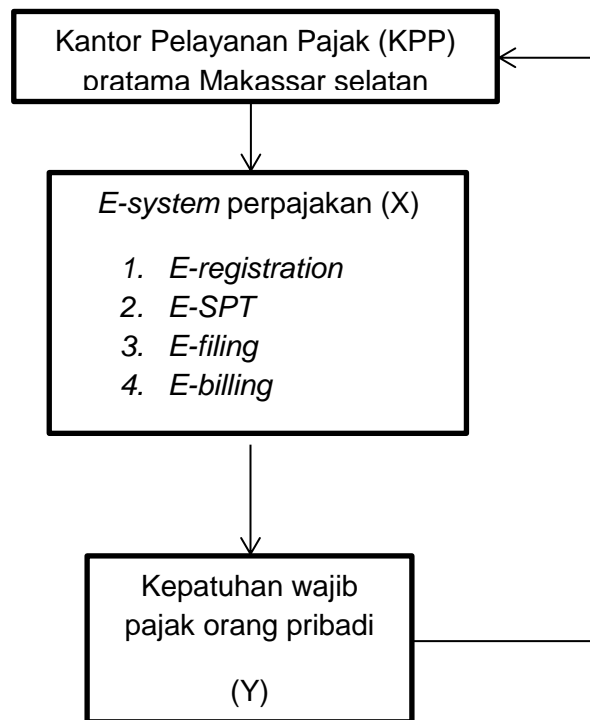 Kantor Pelayanan Pajak (KPP)
pratama Makassar selatan
E-system perpajakan (X)
1. E-registration
2. E-SPT
3. E-filing
4. E-billing
Kepatuhan wajib
pajak orang pribadi
(Y)